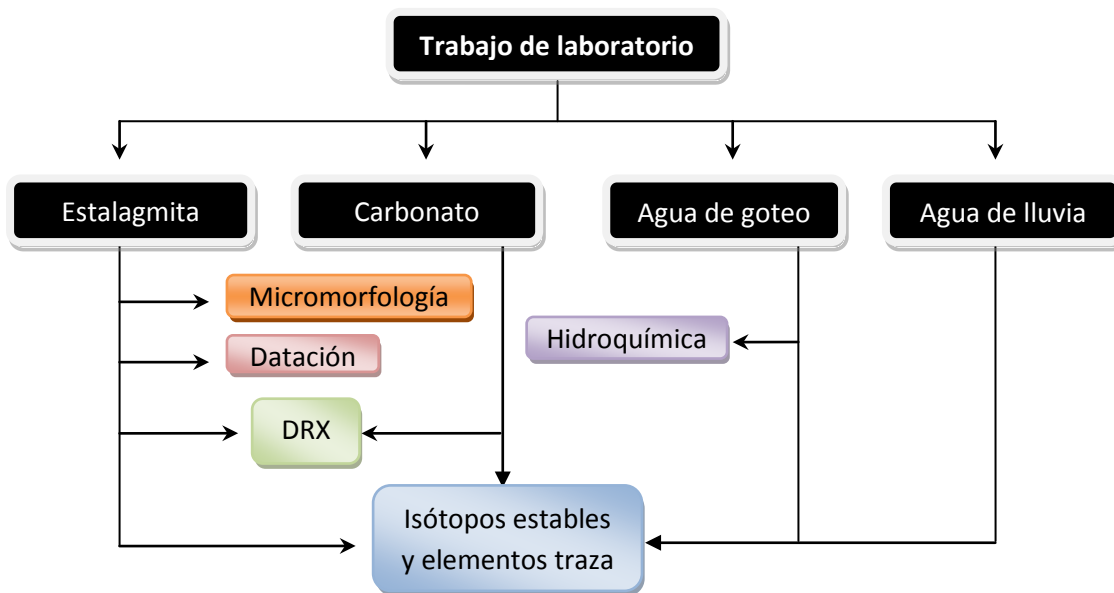 Trabajo de laboratorio
Estalagmita
Carbonato
Agua de goteo
Agua de lluvia
Micromorfología
Hidroquímica
Datación
DRX
Isótopos estables
y elementos traza